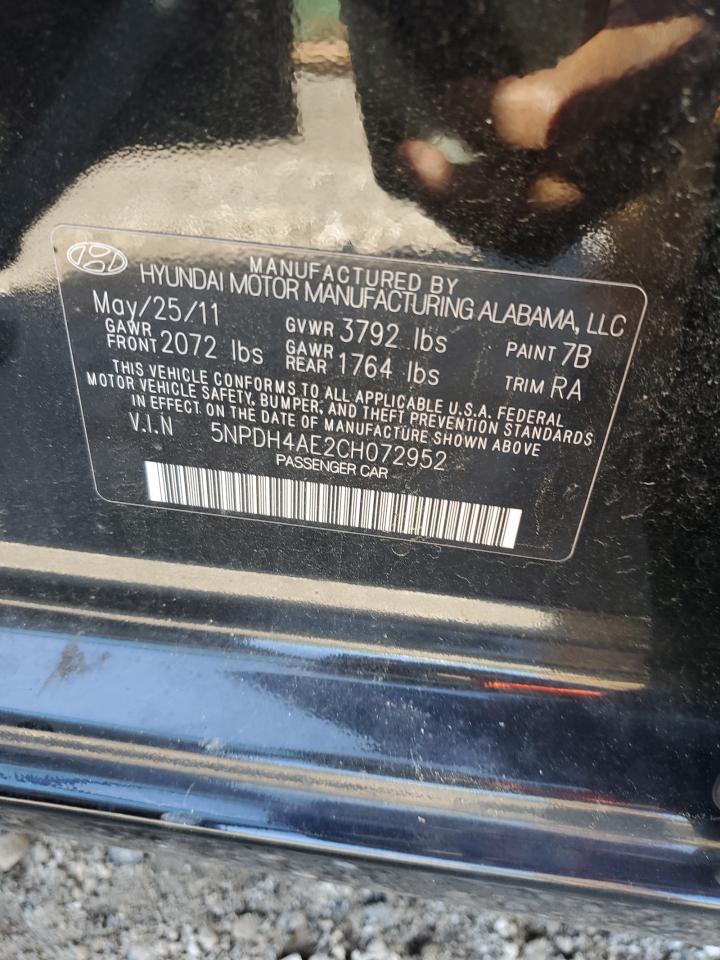 MANUFACTURED BY
HYUNDAI MOTOR MANUFACTURING ALABAMA, LLC
May/25/11 GVWR 3792 lbs PAINT 7B
GAWR FRONT 2072 lbs GAWR REAR 1764 lbs TRIM RA
THIS VEHICLE CONFORMS TO ALL APPLICABLE U.S.A. FEDERAL
MOTOR VEHICLE SAFETY, BUMPER, AND THEFT PREVENTION STANDARDS
IN EFFECT ON THE DATE OF MANUFACTURE SHOWN ABOVE
V.I.N 5NPDH4AE2CH072952
PASSENGER CAR